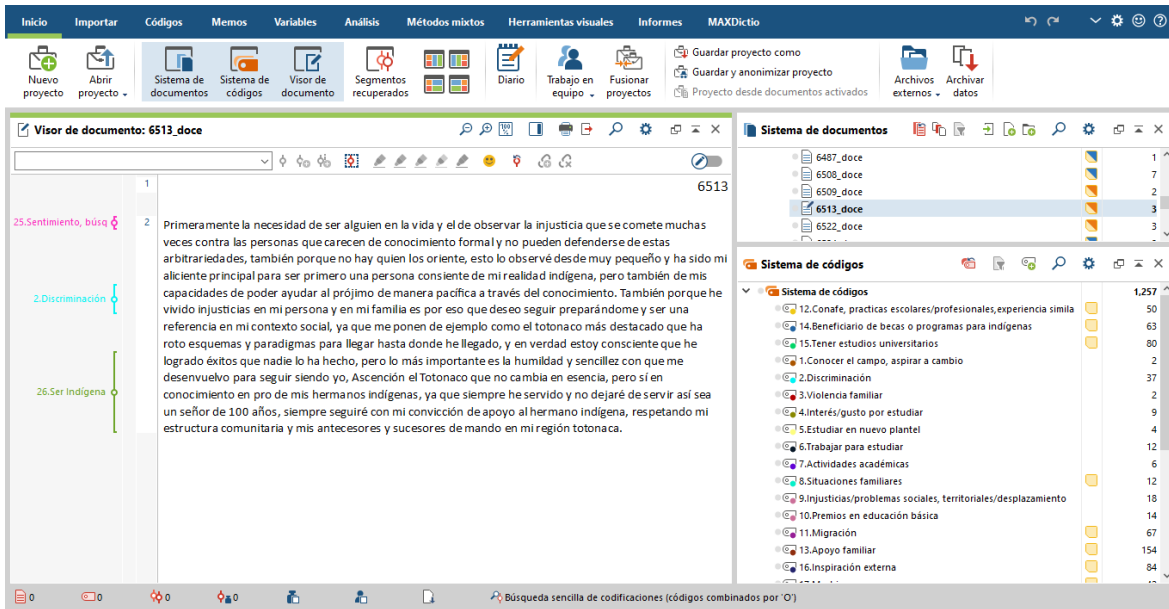 Inicio Importar Códigos Memos Variables Análisis Métodos mixtos Herramientas visuales Informes MAXDictio
Nuevo proyecto
Abrir proyecto
Sistema de documentos
Sistema de códigos
Visor de documento
Segmentos recuperados
Diario
Trabajo en equipo
Fusionar proyectos
Guardar proyecto como
Guardar y anonimizar proyecto
Proyecto desde documentos activados
Archivos externos
Archivar datos
Visor de documento: 6513_doce
1
6513
25.Sentimiento, búsq
2.Discriminación
26.Ser Indígena
2
Primeramente la necesidad de ser alguien en la vida y el de observar la injusticia que se comete muchas
veces contra las personas que carecen de conocimiento formal y no pueden defenderse de estas
arbitrariedades, también porque no hay quien los oriente, esto lo observé desde muy pequeño y ha sido mi
aliciente principal para ser primero una persona consiente de mi realidad indígena, pero también de mis
capacidades de poder ayudar al prójimo de manera pacífica a través del conocimiento. También porque he
vivido injusticias en mi persona y en mi familia es por eso que deseo seguir preparándome y ser una
referencia en mi contexto social, ya que me ponen de ejemplo como el totonaco más destacado que ha
roto esquemas y paradigmas para llegar hasta donde he llegado, y en verdad estoy consciente que he
logrado éxitos que nadie lo ha hecho, pero lo más importante es la humildad y sencillez con que me
desenvuelvo para seguir siendo yo, Ascención el Totonaco que no cambia en esencia, pero sí en
conocimiento en pro de mis hermanos indígenas, ya que siempre he servido y no dejaré de servir así sea
un señor de 100 años, siempre seguiré con mi convicción de apoyo al hermano indígena, respetando mi
estructura comunitaria y mis antecesores y sucesores de mando en mi región totonaca.
Sistema de documentos
6487_doce 1
6508_doce 7
6509_doce 2
6513_doce 3
6522_doce 3
Sistema de códigos
Sistema de códigos 1,257
12.Conafe, practicas escolares/profesionales,experiencia simila 50
14.Beneficiario de becas o programas para indígenas 63
15.Tener estudios universitarios 80
1.Conocer el campo, aspirar a cambio 2
2.Discriminación 37
3.Violencia familiar 2
4.Interés/gusto por estudiar 9
5.Estudiar en nuevo plantel 4
6.Trabajar para estudiar 12
7.Actividades académicas 6
8.Situaciones familiares 12
9.Injusticias/problemas sociales, territoriales/desplazamiento 18
10.Premios en educación básica 14
11.Migración 67
13.Apoyo familiar 154
16.Inspiración externa 84
0 0 0 0 Búsqueda sencilla de codificaciones (códigos combinados por 'O')